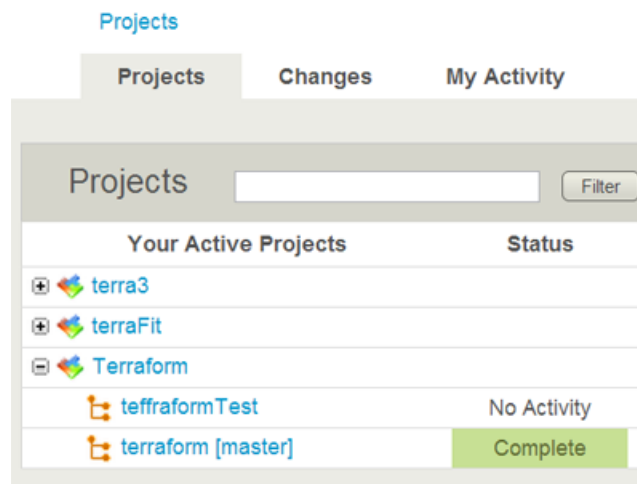 Projects
Projects Changes My Activity
Projects Filter
Your Active Projects Status
terra3
terraFit
Terraform
teffraformTest No Activity
terraform [master] Complete